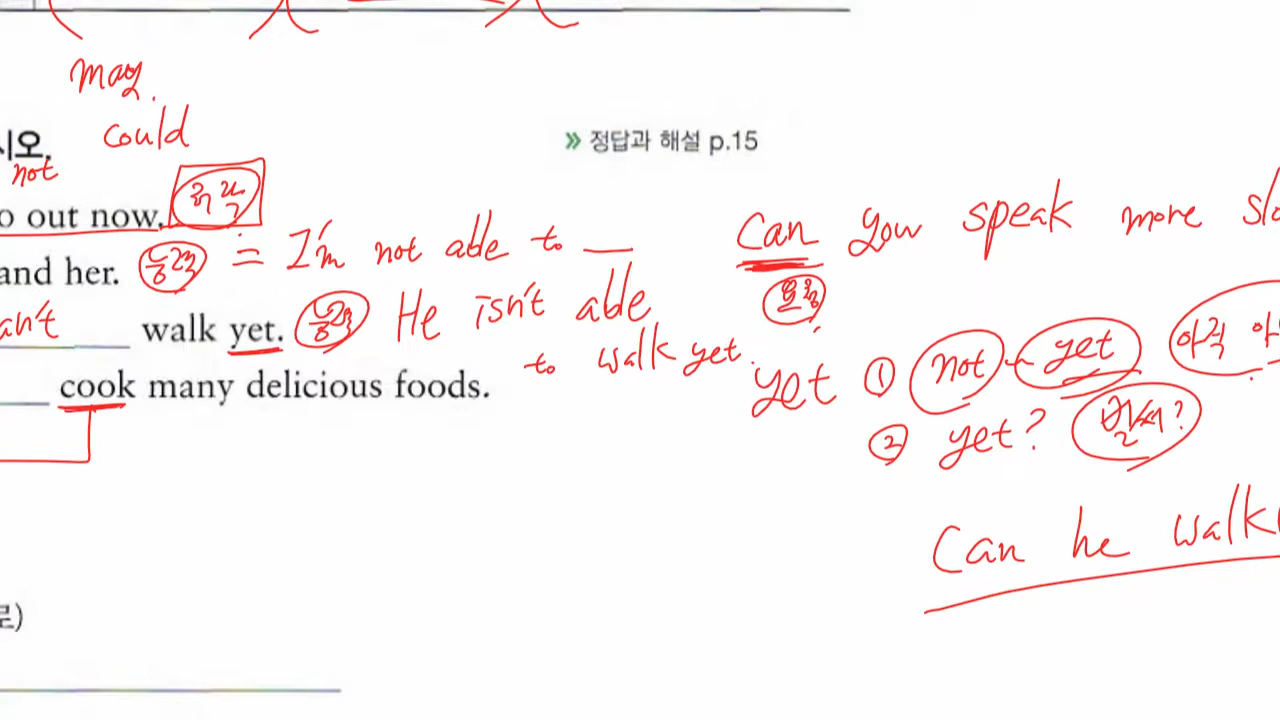 may.
could
시오.
» 정답과 해설 p.15
not
o out now, 허락
Can you speak more slo
and her. 능력 = I'm not able to __
요청
an't
walk yet. 능력 He isn't able
to walk yet.
yet ① not - yet 아직 아
cook many delicious foods.
② yet? 벌써?
Can he walk
로)